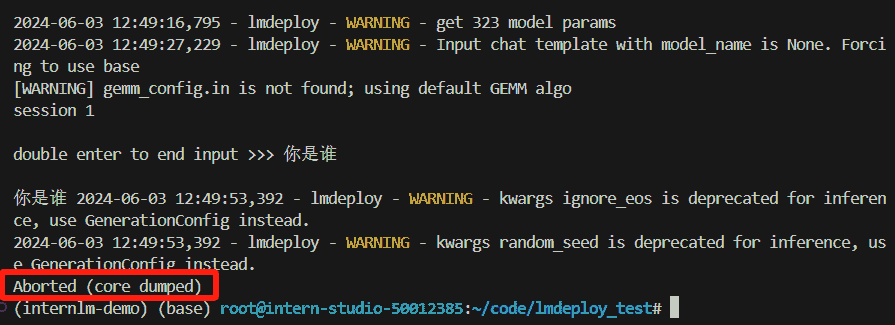 2024-06-03 12:49:16,795 - lmdeploy - WARNING - get 323 model params
2024-06-03 12:49:27,229 - lmdeploy - WARNING - Input chat template with model_name is None. Forci
ng to use base
[WARNING] gemm_config.in is not found; using default GEMM algo
session 1
double enter to end input >>> 你是谁
你是谁 2024-06-03 12:49:53,392 - lmdeploy - WARNING - kwargs ignore_eos is deprecated for inferen
ce, use GenerationConfig instead.
2024-06-03 12:49:53,392 - lmdeploy - WARNING - kwargs random_seed is deprecated for inference, us
e GenerationConfig instead.
Aborted (core dumped)
(internlm-demo) (base) root@intern-studio-50012385:~/code/lmdeploy_test#